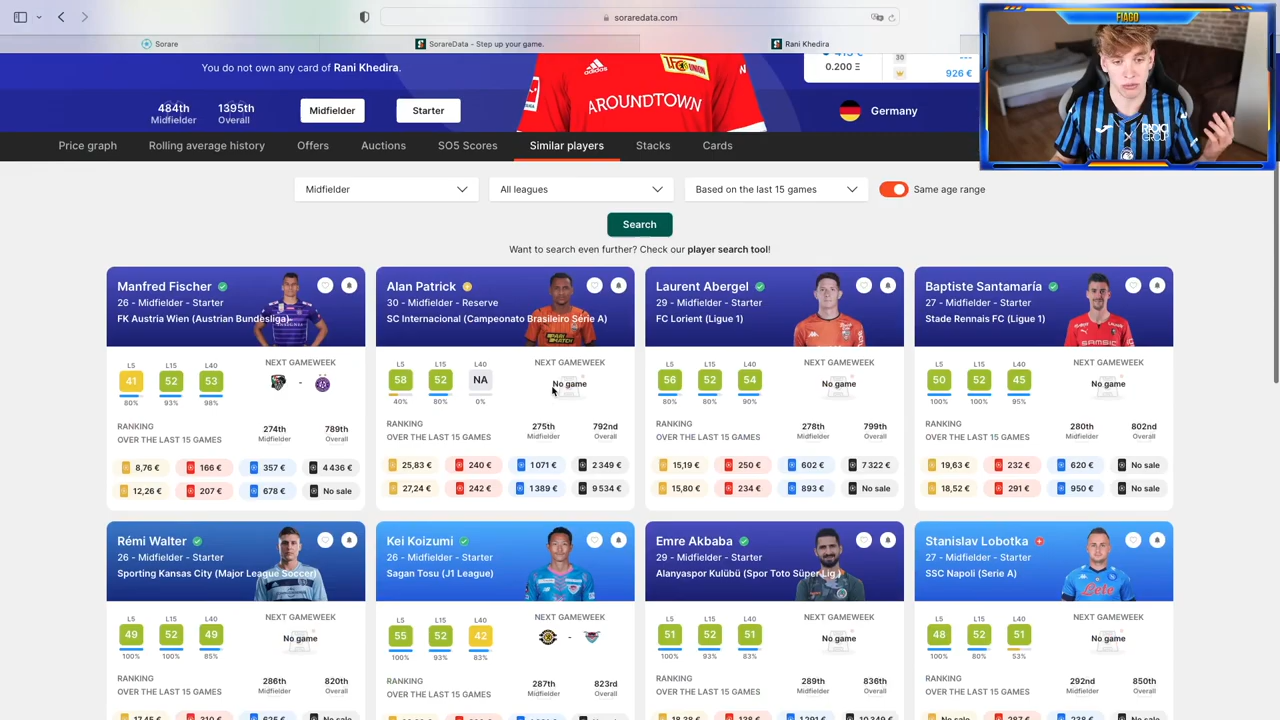 soraredata.com
FIAGO
Sorare
SorareData - Step up your game.
Rani Khedira
You do not own any card of Rani Khedira.
484th
Midfielder
1395th
Overall
Midfielder
Starter
AROUNDTOWN
adidas
0.200 Ξ
30
926 €
Germany
Price graph
Rolling average history
Offers
Auctions
SO5 Scores
Similar players
Stacks
Cards
Midfielder
All leagues
Based on the last 15 games
Same age range
Search
Want to search even further? Check our player search tool!
Manfred Fischer
26 - Midfielder - Starter
FK Austria Wien (Austrian Bundesliga)
L5 L15 L40
41 52 53
80% 93% 98%
NEXT GAMEWEEK
-
RANKING
OVER THE LAST 15 GAMES
274th
Midfielder
789th
Overall
8,76 € 166 € 357 € 4 436 €
12,26 € 207 € 678 € No sale
Alan Patrick
30 - Midfielder - Reserve
SC Internacional (Campeonato Brasileiro Série A)
L5 L15 L40
58 52 NA
40% 80% 0%
NEXT GAMEWEEK
No game
RANKING
OVER THE LAST 15 GAMES
275th
Midfielder
792nd
Overall
25,83 € 240 € 1 071 € 2 349 €
27,24 € 242 € 1 389 € 9 534 €
Laurent Abergel
29 - Midfielder - Starter
FC Lorient (Ligue 1)
L5 L15 L40
56 52 54
80% 80% 90%
NEXT GAMEWEEK
No game
RANKING
OVER THE LAST 15 GAMES
278th
Midfielder
799th
Overall
15,19 € 250 € 602 € 7 322 €
15,80 € 234 € 893 € No sale
Baptiste Santamaría
27 - Midfielder - Starter
Stade Rennais FC (Ligue 1)
L5 L15 L40
50 52 45
100% 100% 95%
NEXT GAMEWEEK
No game
RANKING
OVER THE LAST 15 GAMES
280th
Midfielder
802nd
Overall
19,63 € 232 € 620 € No sale
18,52 € 291 € 950 € No sale
Rémi Walter
26 - Midfielder - Starter
Sporting Kansas City (Major League Soccer)
L5 L15 L40
49 52 49
100% 100% 85%
NEXT GAMEWEEK
No game
RANKING
OVER THE LAST 15 GAMES
286th
Midfielder
820th
Overall
Kei Koizumi
26 - Midfielder - Starter
Sagan Tosu (J1 League)
L5 L15 L40
55 52 42
100% 93% 83%
NEXT GAMEWEEK
-
RANKING
OVER THE LAST 15 GAMES
287th
Midfielder
823rd
Overall
Emre Akbaba
29 - Midfielder - Starter
Alanyaspor Kulübü (Spor Toto Süper Lig )
L5 L15 L40
51 52 51
100% 93% 83%
NEXT GAMEWEEK
No game
RANKING
OVER THE LAST 15 GAMES
289th
Midfielder
836th
Overall
Stanislav Lobotka
27 - Midfielder - Starter
SSC Napoli (Serie A)
L5 L15 L40
48 52 51
100% 80% 53%
NEXT GAMEWEEK
No game
RANKING
OVER THE LAST 15 GAMES
292nd
Midfielder
850th
Overall